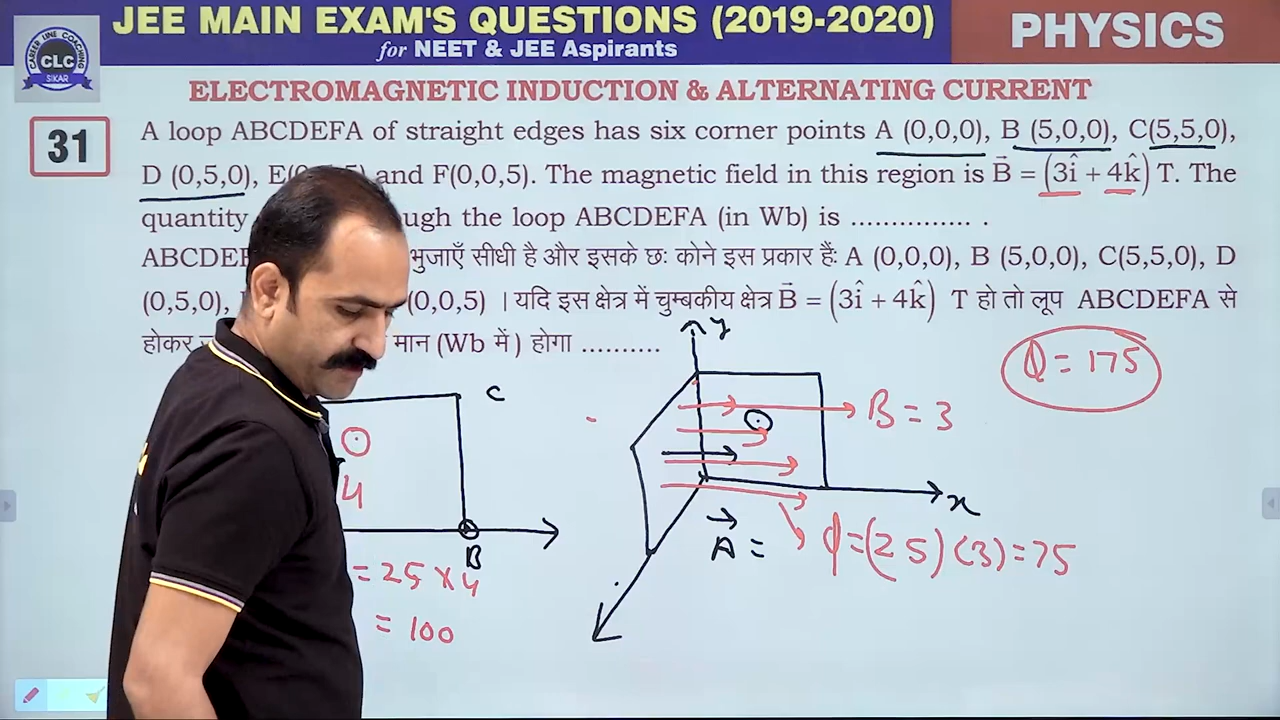 JEE MAIN EXAM'S QUESTIONS (2019-2020)
for NEET & JEE Aspirants
PHYSICS
CAREER LINE COACHING
CLC
SIKAR
ELECTROMAGNETIC INDUCTION & ALTERNATING CURRENT
31
A loop ABCDEFA of straight edges has six corner points A (0,0,0), B (5,0,0), C(5,5,0),
D (0,5,0), and F(0,0,5). The magnetic field in this region is B⃗ = (3î + 4k̂) T. The
quantity the loop ABCDEFA (in Wb) is ............... .
भुजाएँ सीधी है और इसके छः कोने इस प्रकार हैं: A (0,0,0), B (5,0,0), C(5,5,0), D
(0,5,0), (0,0,5) । यदि इस क्षेत्र में चुम्बकीय क्षेत्र B⃗ = (3î + 4k̂) T हो तो लूप ABCDEFA से
होकर मान (Wb में) होगा ..........
y
ϕ = 175
C
B = 3
4
x
B
A⃗ =
ϕ=(25)(3)=75
= 25 × 4
= 100